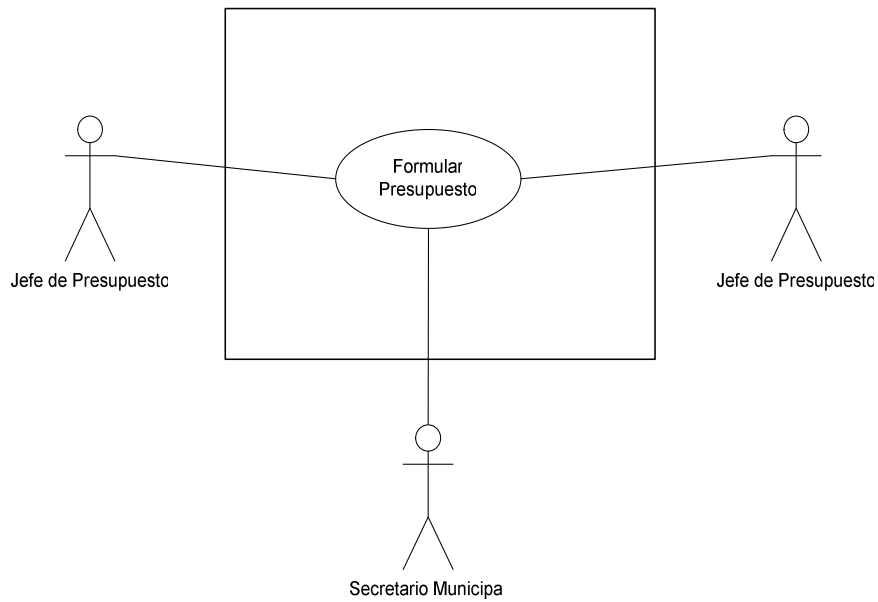 Formular
Presupuesto
Jefe de Presupuesto
Jefe de Presupuesto
Secretario Municipa